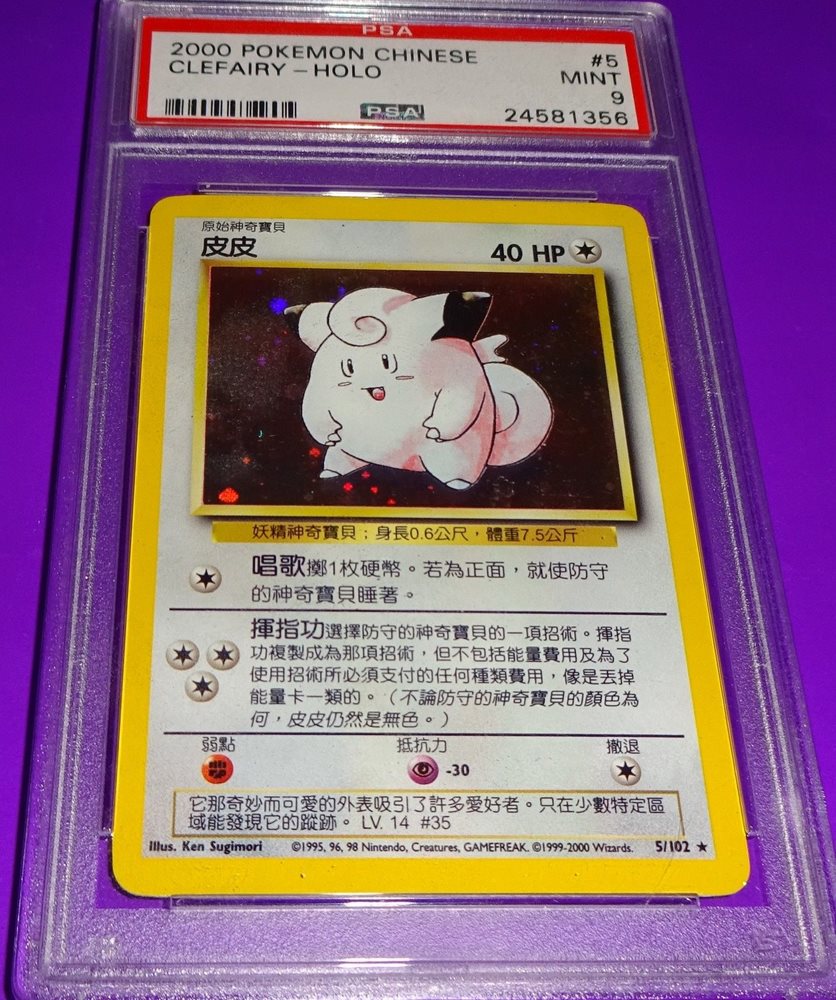 PSA
2000 POKEMON CHINESE #5
CLEFAIRY – HOLO MINT
9
PSA 24581356
原始神奇寶貝
皮皮 40 HP
妖精神奇寶貝；身長0.6公尺，體重7.5公斤
唱歌擲1枚硬幣。若為正面，就使防守
的神奇寶貝睡著。
揮指功選擇防守的神奇寶貝的一項招術。揮指
功複製成為那項招術，但不包括能量費用及為了
使用招術所必須支付的任何種類費用，像是丟掉
能量卡一類的。（不論防守的神奇寶貝的顏色為
何，皮皮仍然是無色。）
弱點 抵抗力 撤退
-30
它那奇妙而可愛的外表吸引了許多愛好者。只在少數特定區
域能發現它的蹤跡。 LV. 14 #35
Illus. Ken Sugimori ©1995, 96, 98 Nintendo, Creatures, GAMEFREAK. ©1999-2000 Wizards. 5/102 ★